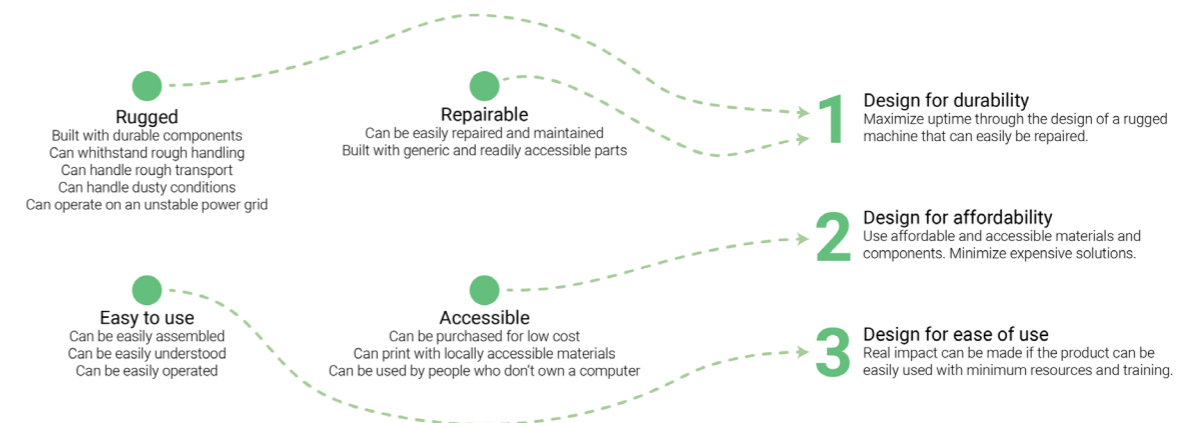 Rugged
Built with durable components
Can whithstand rough handling
Can handle rough transport
Can handle dusty conditions
Can operate on an unstable power grid
Repairable
Can be easily repaired and maintained
Built with generic and readily accessible parts
Easy to use
Can be easily assembled
Can be easily understood
Can be easily operated
Accessible
Can be purchased for low cost
Can print with locally accessible materials
Can be used by people who don't own a computer
1
Design for durability
Maximize uptime through the design of a rugged
machine that can easily be repaired.
2
Design for affordability
Use affordable and accessible materials and
components. Minimize expensive solutions.
3
Design for ease of use
Real impact can be made if the product can be
easily used with minimum resources and training.